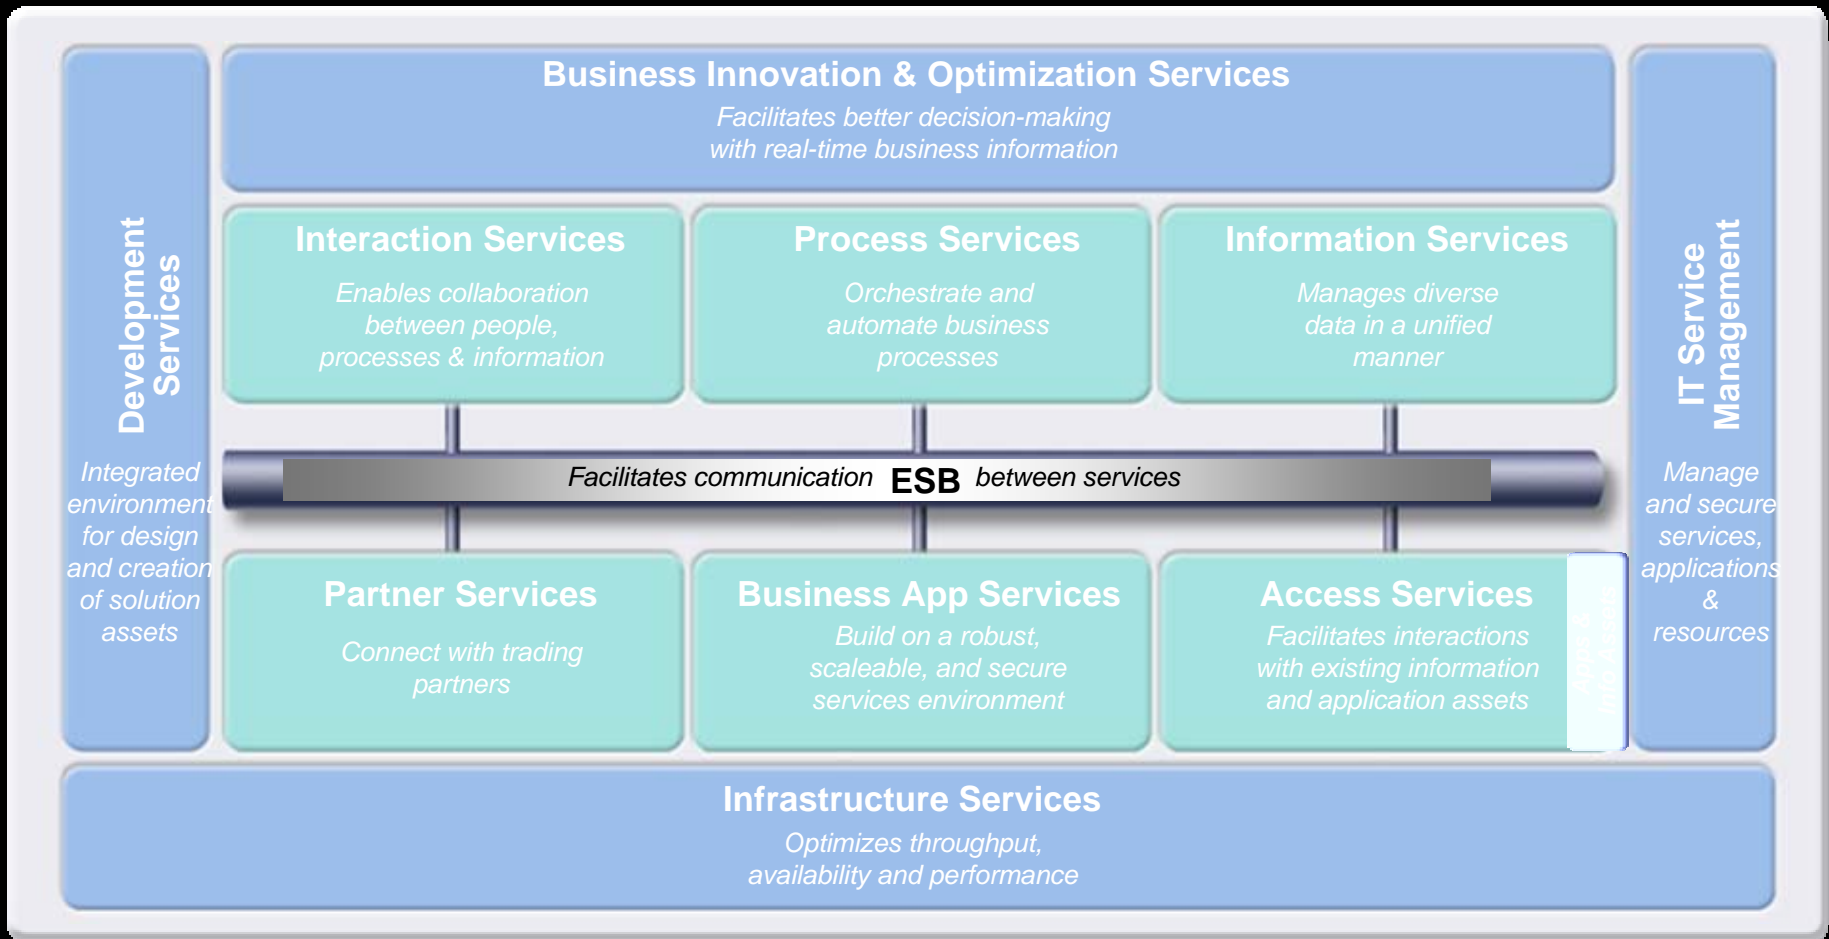 Business Innovation & Optimization Services
Facilitates better decision-making
with real-time business information
Development
Services
Integrated
environment
for design
and creation
of solution
assets
Interaction Services
Enables collaboration
between people,
processes & information
Process Services
Orchestrate and
automate business
processes
Information Services
Manages diverse
data in a unified
manner
IT Service
Management
Manage
and secure
services,
applications
&
resources
Facilitates communication ESB between services
Partner Services
Connect with trading
partners
Business App Services
Build on a robust,
scaleable, and secure
services environment
Access Services
Facilitates interactions
with existing information
and application assets
Apps &
Info Assets
Infrastructure Services
Optimizes throughput,
availability and performance